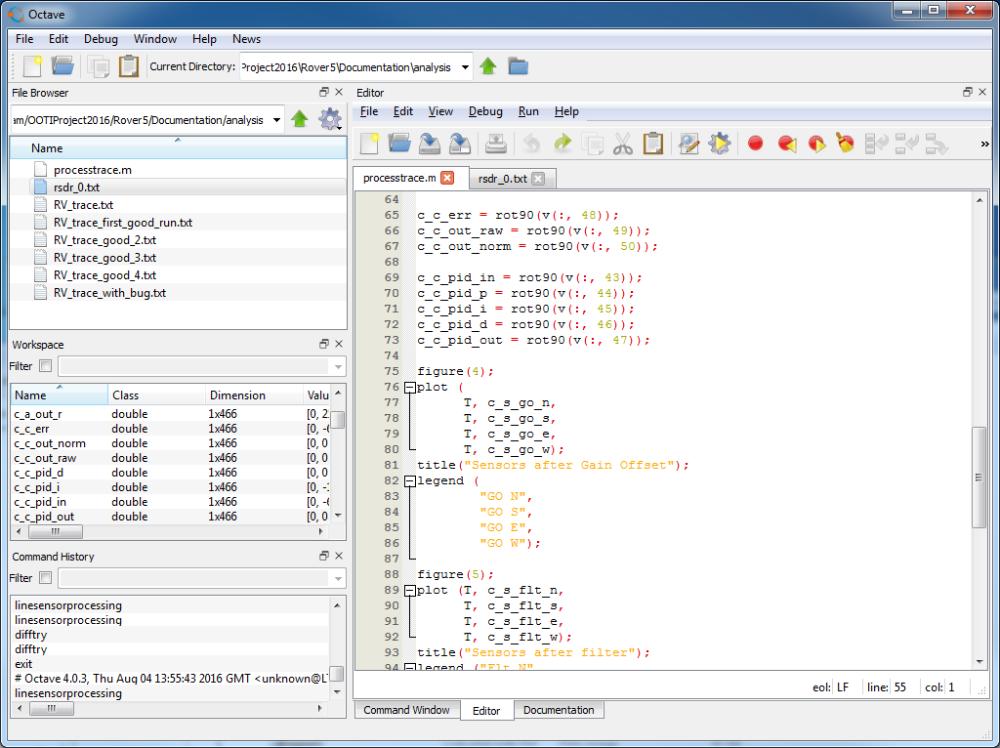 Octave
File Edit Debug Window Help News
Current Directory: Project2016\Rover5\Documentation\analysis
File Browser
am/OOTIProject2016/Rover5/Documentation/analysis
Name
processtrace.m
rsdr_0.txt
RV_trace.txt
RV_trace_first_good_run.txt
RV_trace_good_2.txt
RV_trace_good_3.txt
RV_trace_good_4.txt
RV_trace_with_bug.txt
Workspace
Filter
Name Class Dimension Valu
c_a_out_r double 1x466 [0, 2
c_c_err double 1x466 [0, -
c_c_out_norm double 1x466 [0, 0
c_c_out_raw double 1x466 [0, 0
c_c_pid_d double 1x466 [0, 0
c_c_pid_i double 1x466 [0, -
c_c_pid_in double 1x466 [0, -
c_c_pid_out double 1x466 [0, 0
Command History
Filter
linesensorprocessing
linesensorprocessing
difftry
difftry
exit
# Octave 4.0.3, Thu Aug 04 13:55:43 2016 GMT <unknown@L
linesensorprocessing
Editor
File Edit View Debug Run Help
»
processtrace.m rsdr_0.txt
64
65 c_c_err = rot90(v(:, 48));
66 c_c_out_raw = rot90(v(:, 49));
67 c_c_out_norm = rot90(v(:, 50));
68
69 c_c_pid_in = rot90(v(:, 43));
70 c_c_pid_p = rot90(v(:, 44));
71 c_c_pid_i = rot90(v(:, 45));
72 c_c_pid_d = rot90(v(:, 46));
73 c_c_pid_out = rot90(v(:, 47));
74
75 figure(4);
76 plot (
77 T, c_s_go_n,
78 T, c_s_go_s,
79 T, c_s_go_e,
80 T, c_s_go_w);
81 title("Sensors after Gain Offset");
82 legend (
83 "GO N",
84 "GO S",
85 "GO E",
86 "GO W");
87
88 figure(5);
89 plot (T, c_s_flt_n,
90 T, c_s_flt_s,
91 T, c_s_flt_e,
92 T, c_s_flt_w);
93 title("Sensors after filter");
94 legend ("Flt N"
eol: LF line: 55 col: 1
Command Window Editor Documentation